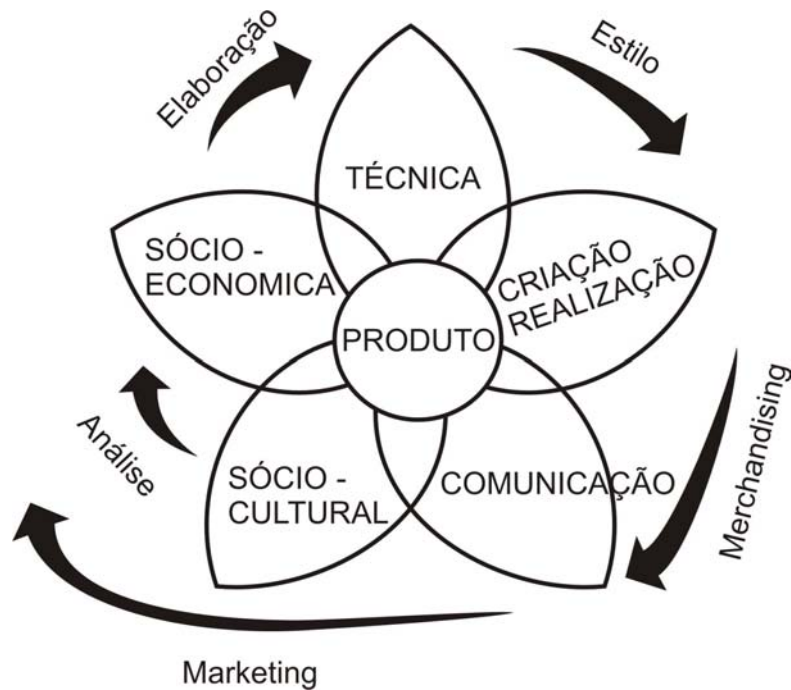 Elaboração
Estilo
TÉCNICA
SÓCIO -
ECONOMICA
CRIAÇÃO
REALIZAÇÃO
PRODUTO
Análise
SÓCIO -
CULTURAL
COMUNICAÇÃO
Merchandising
Marketing